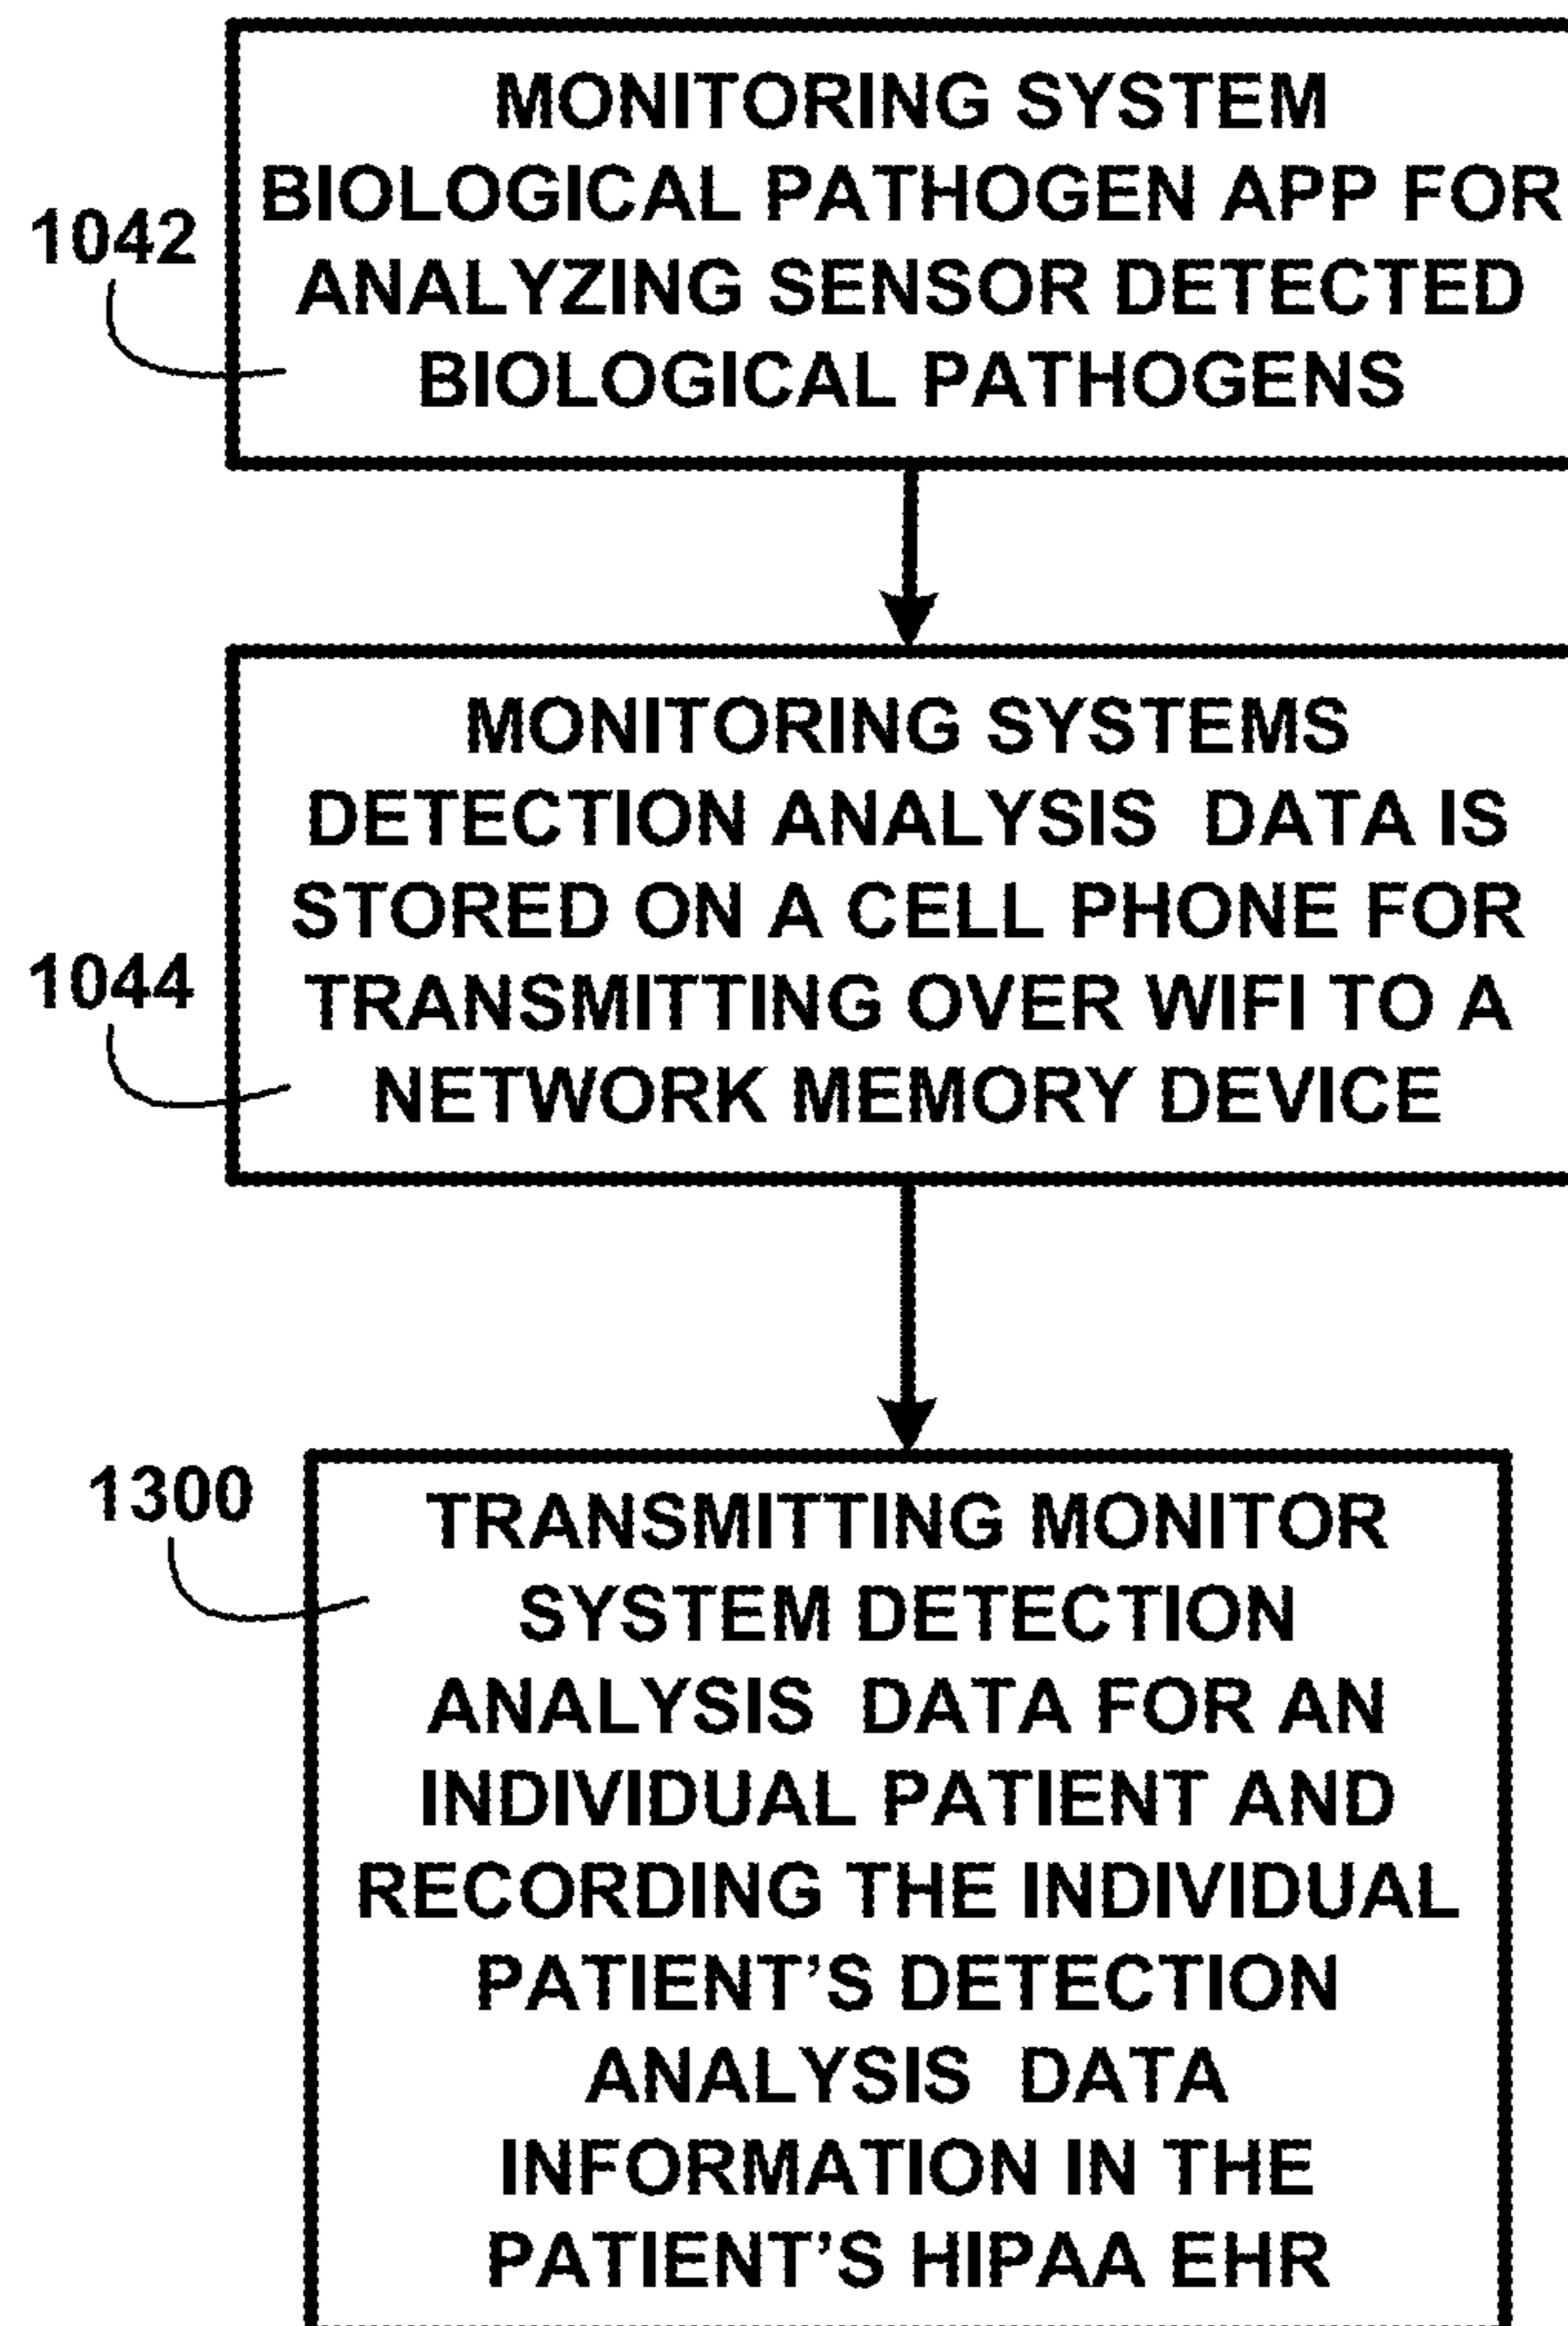 MONITORING SYSTEM
BIOLOGICAL PATHOGEN APP FOR
1042
ANALYZING SENSOR DETECTED
BIOLOGICAL PATHOGENS
MONITORING SYSTEMS
DETECTION ANALYSIS DATA IS
STORED ON A CELL PHONE FOR
1044
TRANSMITTING OVER WIFI TO A
NETWORK MEMORY DEVICE
1300
TRANSMITTING MONITOR
SYSTEM DETECTION
ANALYSIS DATA FOR AN
INDIVIDUAL PATIENT AND
RECORDING THE INDIVIDUAL
PATIENT’S DETECTION
ANALYSIS DATA
INFORMATION IN THE
PATIENT’S HIPAA EHR